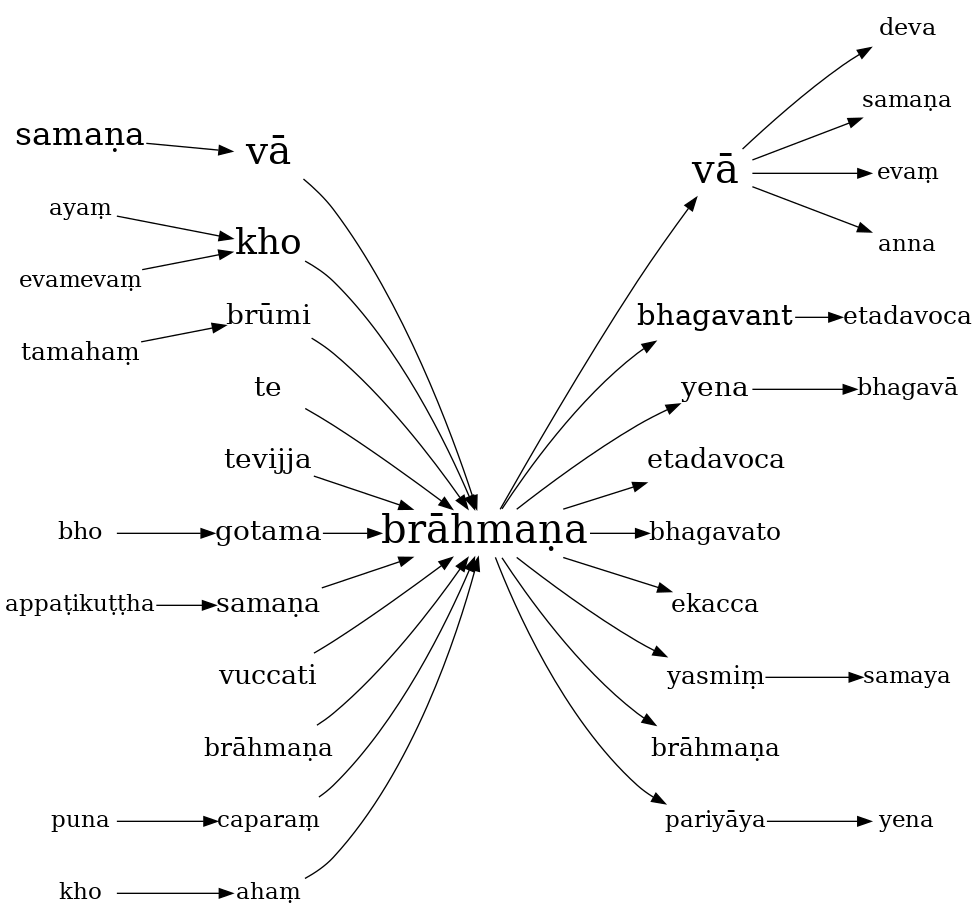 deva
samaṇa
samaṇa
vā
vā
evaṃ
ayaṃ
kho
anna
evamevaṃ
brūmi
bhagavant
etadavoca
tamahaṃ
te
yena
bhagavā
tevijja
etadavoca
bho
gotama
brāhmaṇa
bhagavato
appaṭikuṭṭha
samaṇa
ekacca
vuccati
yasmiṃ
samaya
brāhmaṇa
brāhmaṇa
puna
caparaṃ
pariyāya
yena
kho
ahaṃ